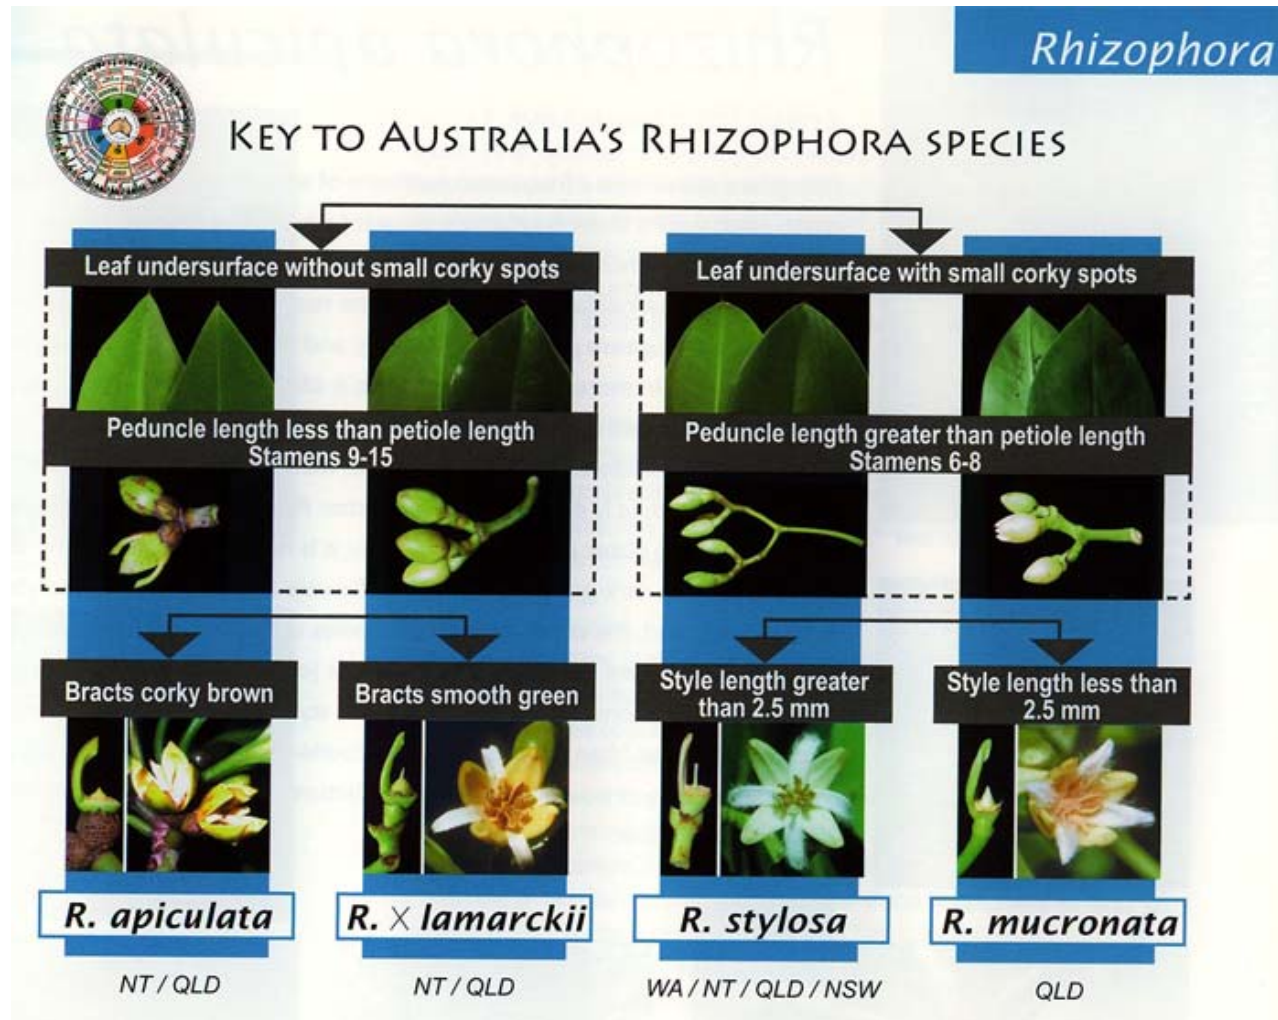 Rhizophora
KEY TO AUSTRALIA'S RHIZOPHORA SPECIES
Leaf undersurface without small corky spots
Leaf undersurface with small corky spots
Peduncle length less than petiole length
Stamens 9-15
Peduncle length greater than petiole length
Stamens 6-8
Bracts corky brown
Bracts smooth green
Style length greater
than 2.5 mm
Style length less than
2.5 mm
R. apiculata
R. X lamarckii
R. stylosa
R. mucronata
NT / QLD
NT / QLD
WA / NT / QLD / NSW
QLD